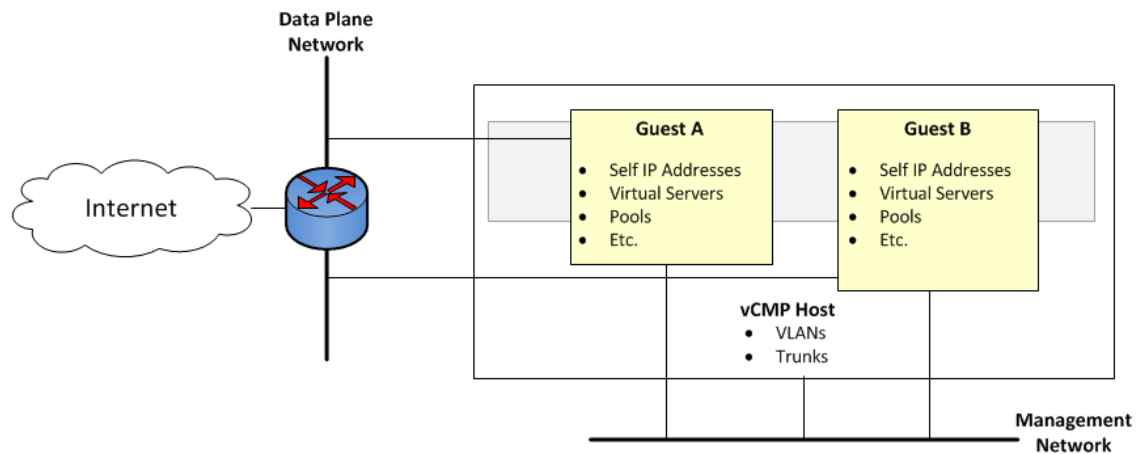 Data Plane
Network
Internet
Guest A
• Self IP Addresses
• Virtual Servers
• Pools
• Etc.
Guest B
• Self IP Addresses
• Virtual Servers
• Pools
• Etc.
vCMP Host
• VLANs
• Trunks
Management
Network